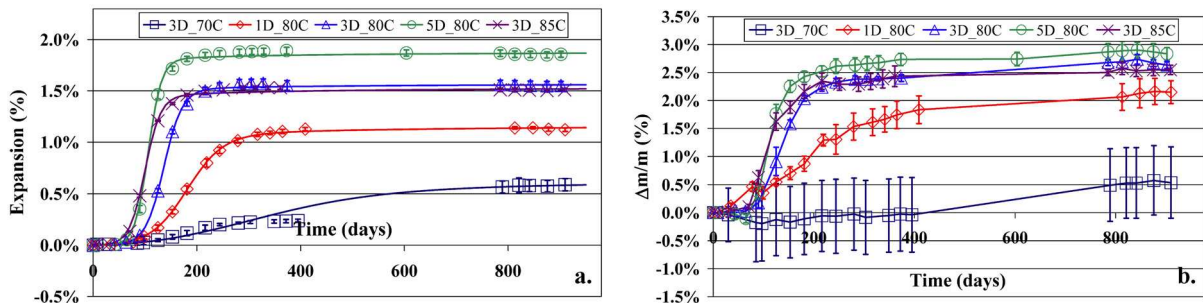 3D_70C 1D_80C 3D_80C 5D_80C 3D_85C
2.0%
1.5%
1.0%
0.5%
0.0%
-0.5%
0 200 400 600 800
Expansion (%)
Time (days)
a.
3D_70C 1D_80C 3D_80C 5D_80C 3D_85C
3.5%
3.0%
2.5%
2.0%
1.5%
1.0%
0.5%
0.0%
-0.5%
-1.0%
-1.5%
0 200 400 600 800
Δm/m (%)
Time (days)
b.